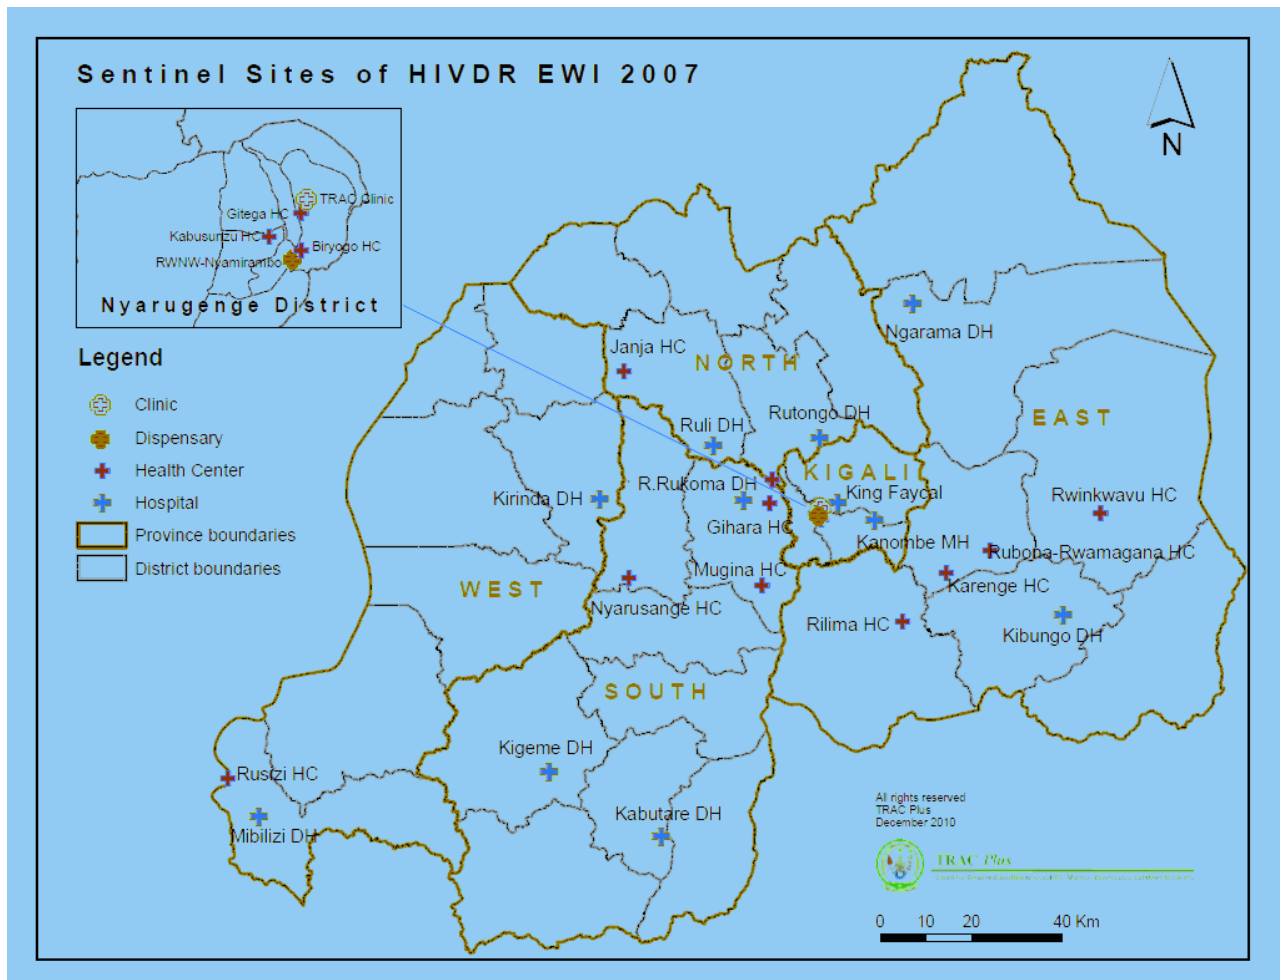 Sentinel Sites of HIVDR EWI 2007
N
TRAC Clinic
Gitega HC
Kabusunzu HC
Biryogo HC
RWNW-Nyamirambo
Nyarugenge District
Legend
Clinic
Dispensary
Health Center
Hospital
Province boundaries
District boundaries
Ngarama DH
Janja HC
NORTH
Rutongo DH
EAST
Ruli DH
KIGALI
R.Rukoma DH
King Faycal
Kirinda DH
Rwinkwavu HC
Gihara HC
Kanombe MH
Rubona-Rwamagana HC
Mugina HC
Karenge HC
WEST
Nyarusange HC
Rilima HC
Kibungo DH
SOUTH
Kigeme DH
Rusizi HC
Kabutare DH
Mibilizi DH
All rights reserved
TRAC Plus
December 2010
TRAC Plus
0 10 20 40 Km